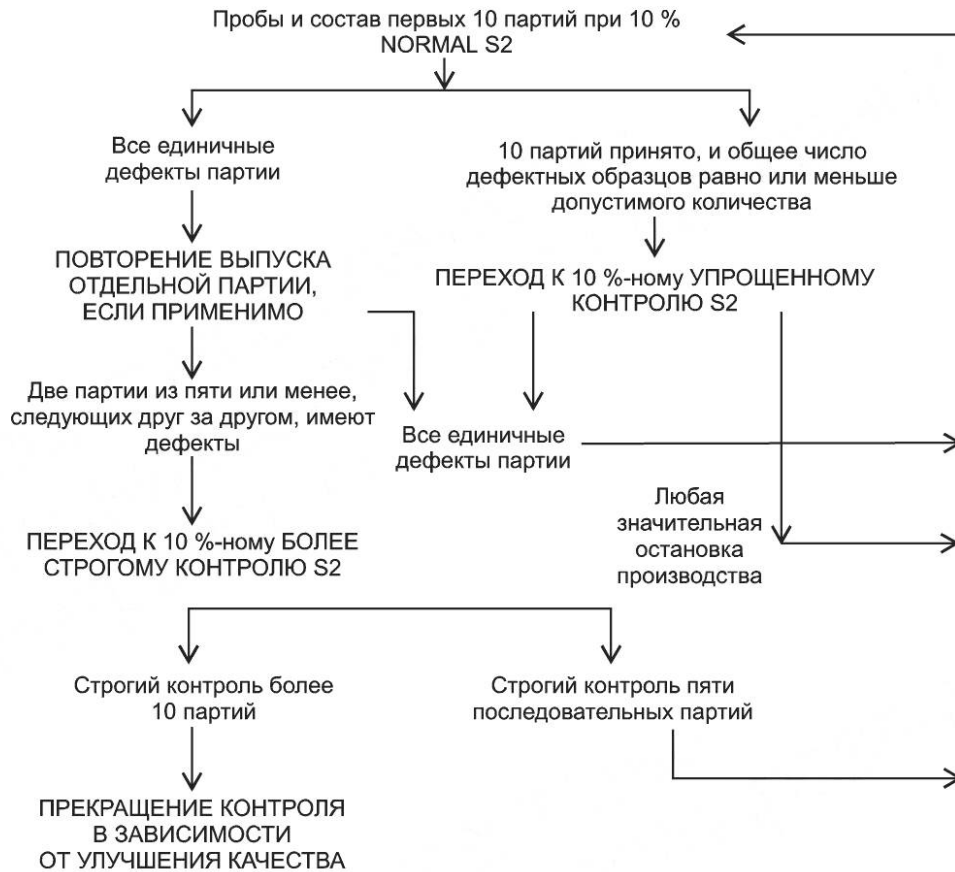 Пробы и состав первых 10 партий при 10 %
NORMAL S2
Все единичные
дефекты партии
10 партий принято, и общее число
дефектных образцов равно или меньше
допустимого количества
ПОВТОРЕНИЕ ВЫПУСКА
ОТДЕЛЬНОЙ ПАРТИИ,
ЕСЛИ ПРИМЕНИМО
ПЕРЕХОД К 10 %-ному УПРОЩЕННОМУ
КОНТРОЛЮ S2
Две партии из пяти или менее,
следующих друг за другом, имеют
дефекты
Все единичные
дефекты партии
Любая
значительная
остановка
производства
ПЕРЕХОД К 10 %-ному БОЛЕЕ
СТРОГОМУ КОНТРОЛЮ S2
Строгий контроль более
10 партий
Строгий контроль пяти
последовательных партий
ПРЕКРАЩЕНИЕ КОНТРОЛЯ
В ЗАВИСИМОСТИ
ОТ УЛУЧШЕНИЯ КАЧЕСТВА